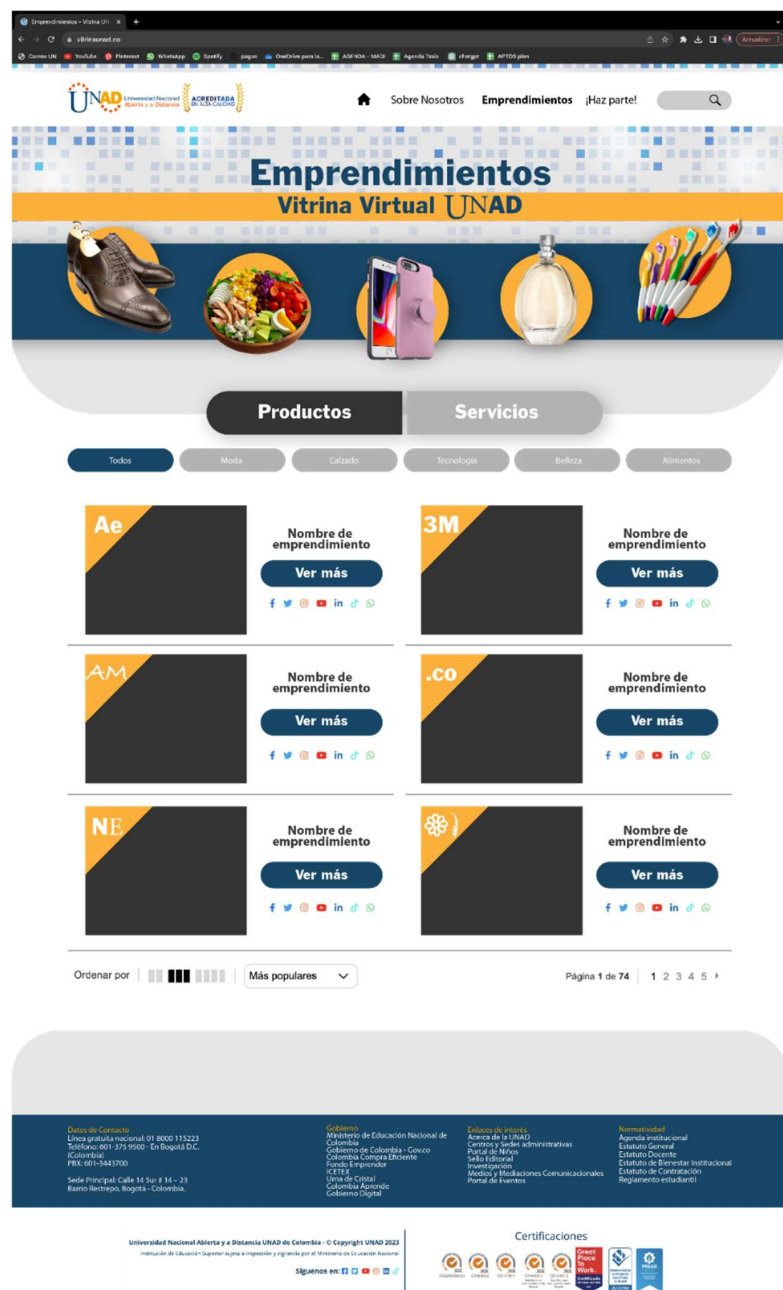 Emprendimientos - Vitrina UN
vitrinaunad.co
Actualizar
Correo UN YouTube Pinterest WhatsApp Spotify pagos OneDrive para la... AGENDA - MADI Agenda Tesis chatgpt APTOS plan
UNAD Universidad Nacional Abierta y a Distancia ACREDITADA EN ALTA CALIDAD
Sobre Nosotros Emprendimientos ¡Haz parte!
Emprendimientos
Vitrina Virtual UNAD
Productos Servicios
Todos Moda Calzado Tecnología Belleza Alimentos
Ae
Nombre de
emprendimiento
Ver más
3M
Nombre de
emprendimiento
Ver más
AM
Nombre de
emprendimiento
Ver más
.co
Nombre de
emprendimiento
Ver más
NE
Nombre de
emprendimiento
Ver más
Nombre de
emprendimiento
Ver más
Ordenar por Más populares Página 1 de 74 1 2 3 4 5
Datos de Contacto
Línea gratuita nacional: 01 8000 115223
Teléfono: 601-375 9500 - En Bogotá D.C.
(Colombia)
PBX: 601-3443700
Sede Principal: Calle 14 Sur # 14 – 23
Barrio Restrepo, Bogotá - Colombia.
Gobierno
Ministerio de Educación Nacional de
Colombia
Gobierno de Colombia - Gov.co
Colombia Compra Eficiente
Fondo Emprender
ICETEX
Urna de Cristal
Colombia Aprende
Gobierno Digital
Enlaces de interés
Acerca de la UNAD
Centros y Sedes administrativas
Portal de Niños
Sello Editorial
Investigación
Medios y Mediaciones Comunicacionales
Portal de Eventos
Normatividad
Agenda institucional
Estatuto General
Estatuto Docente
Estatuto de Bienestar Institucional
Estatuto de Contratación
Reglamento estudiantil
Universidad Nacional Abierta y a Distancia UNAD de Colombia - © Copyright UNAD 2023
Institución de Educación Superior sujeta a inspección y vigilancia por el Ministerio de Educación Nacional
Síguenos en:
Certificaciones
Great
Place
To
Work.
Certificada